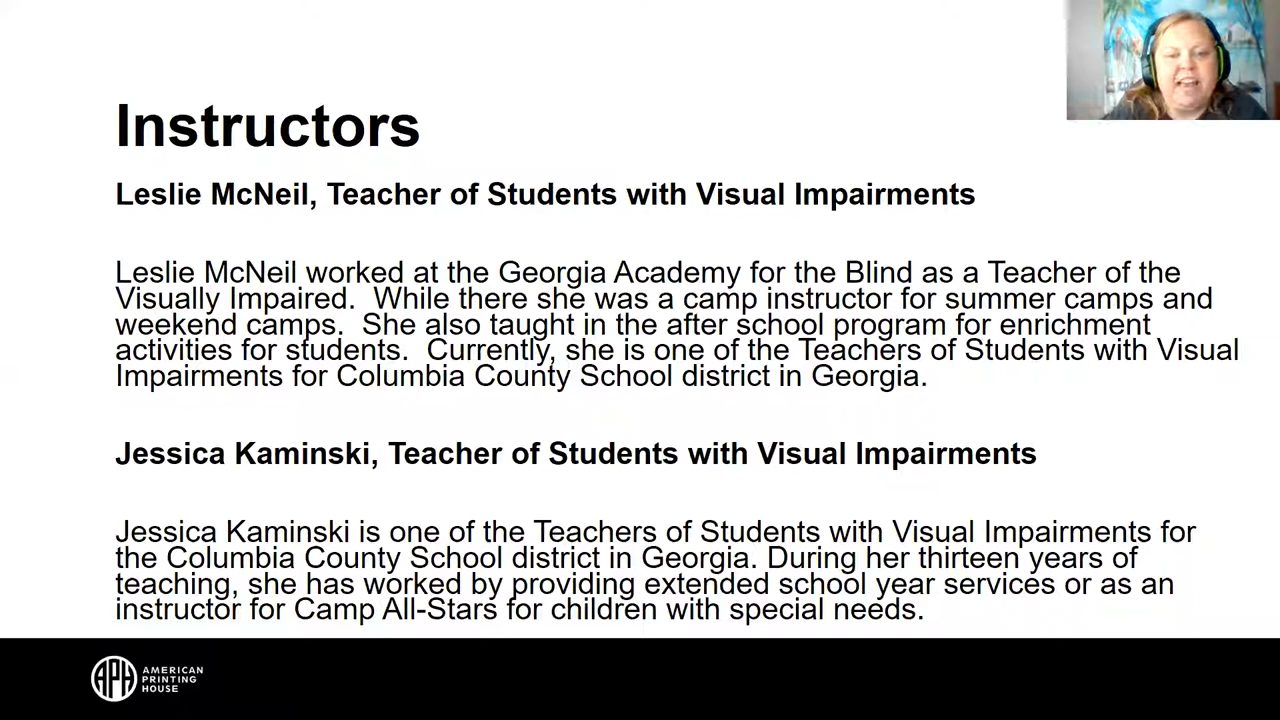 Instructors
Leslie McNeil, Teacher of Students with Visual Impairments
Leslie McNeil worked at the Georgia Academy for the Blind as a Teacher of the
Visually Impaired.  While there she was a camp instructor for summer camps and
weekend camps.  She also taught in the after school program for enrichment
activities for students.  Currently, she is one of the Teachers of Students with Visual
Impairments for Columbia County School district in Georgia.
Jessica Kaminski, Teacher of Students with Visual Impairments
Jessica Kaminski is one of the Teachers of Students with Visual Impairments for
the Columbia County School district in Georgia. During her thirteen years of
teaching, she has worked by providing extended school year services or as an
instructor for Camp All-Stars for children with special needs.
APH
AMERICAN
PRINTING
HOUSE